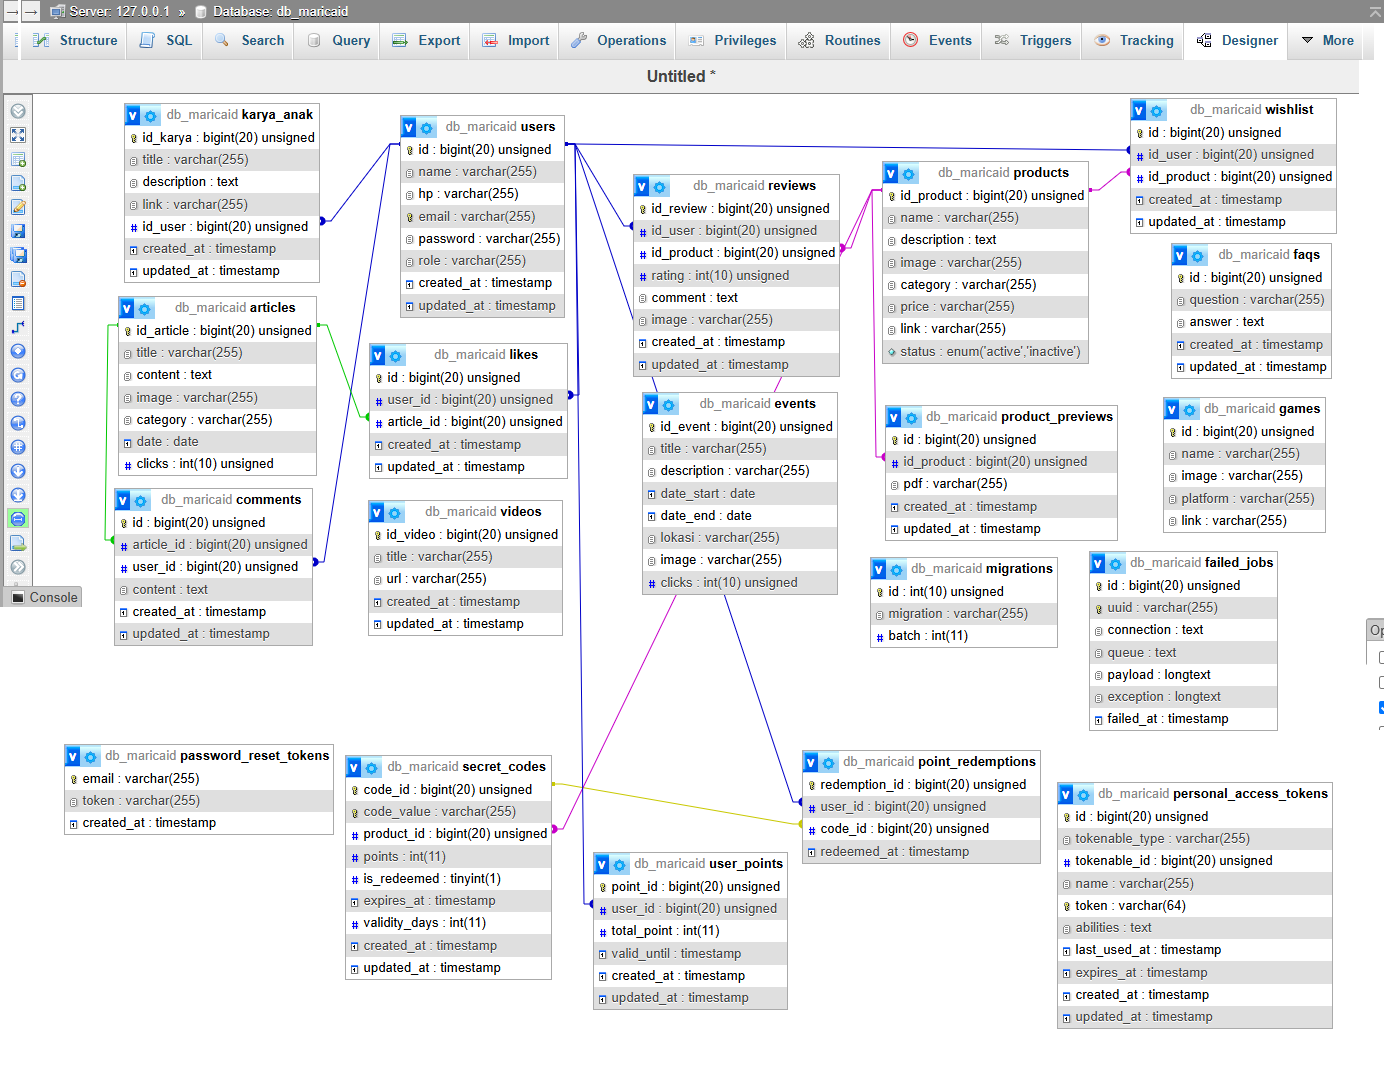 Server: 127.0.0.1 » Database: db_maricaid
Structure SQL Search Query Export Import Operations Privileges Routines Events Triggers Tracking Designer More
Untitled *
db_maricaid karya_anak
id_karya : bigint(20) unsigned
title : varchar(255)
description : text
link : varchar(255)
id_user : bigint(20) unsigned
created_at : timestamp
updated_at : timestamp
db_maricaid users
id : bigint(20) unsigned
name : varchar(255)
hp : varchar(255)
email : varchar(255)
password : varchar(255)
role : varchar(255)
created_at : timestamp
updated_at : timestamp
db_maricaid reviews
id_review : bigint(20) unsigned
id_user : bigint(20) unsigned
id_product : bigint(20) unsigned
rating : int(10) unsigned
comment : text
image : varchar(255)
created_at : timestamp
updated_at : timestamp
db_maricaid products
id_product : bigint(20) unsigned
name : varchar(255)
description : text
image : varchar(255)
category : varchar(255)
price : varchar(255)
link : varchar(255)
status : enum('active','inactive')
db_maricaid wishlist
id : bigint(20) unsigned
id_user : bigint(20) unsigned
id_product : bigint(20) unsigned
created_at : timestamp
updated_at : timestamp
db_maricaid faqs
id : bigint(20) unsigned
question : varchar(255)
answer : text
created_at : timestamp
updated_at : timestamp
db_maricaid articles
id_article : bigint(20) unsigned
title : varchar(255)
content : text
image : varchar(255)
category : varchar(255)
date : date
clicks : int(10) unsigned
db_maricaid likes
id : bigint(20) unsigned
user_id : bigint(20) unsigned
article_id : bigint(20) unsigned
created_at : timestamp
updated_at : timestamp
db_maricaid events
id_event : bigint(20) unsigned
title : varchar(255)
description : varchar(255)
date_start : date
date_end : date
lokasi : varchar(255)
image : varchar(255)
clicks : int(10) unsigned
db_maricaid product_previews
id : bigint(20) unsigned
id_product : bigint(20) unsigned
pdf : varchar(255)
created_at : timestamp
updated_at : timestamp
db_maricaid games
id : bigint(20) unsigned
name : varchar(255)
image : varchar(255)
platform : varchar(255)
link : varchar(255)
db_maricaid comments
id : bigint(20) unsigned
article_id : bigint(20) unsigned
user_id : bigint(20) unsigned
content : text
created_at : timestamp
updated_at : timestamp
db_maricaid videos
id_video : bigint(20) unsigned
title : varchar(255)
url : varchar(255)
created_at : timestamp
updated_at : timestamp
db_maricaid migrations
id : int(10) unsigned
migration : varchar(255)
batch : int(11)
db_maricaid failed_jobs
id : bigint(20) unsigned
uuid : varchar(255)
connection : text
queue : text
payload : longtext
exception : longtext
failed_at : timestamp
Console
Op
db_maricaid password_reset_tokens
email : varchar(255)
token : varchar(255)
created_at : timestamp
db_maricaid secret_codes
code_id : bigint(20) unsigned
code_value : varchar(255)
product_id : bigint(20) unsigned
points : int(11)
is_redeemed : tinyint(1)
expires_at : timestamp
validity_days : int(11)
created_at : timestamp
updated_at : timestamp
db_maricaid point_redemptions
redemption_id : bigint(20) unsigned
user_id : bigint(20) unsigned
code_id : bigint(20) unsigned
redeemed_at : timestamp
db_maricaid user_points
point_id : bigint(20) unsigned
user_id : bigint(20) unsigned
total_point : int(11)
valid_until : timestamp
created_at : timestamp
updated_at : timestamp
db_maricaid personal_access_tokens
id : bigint(20) unsigned
tokenable_type : varchar(255)
tokenable_id : bigint(20) unsigned
name : varchar(255)
token : varchar(64)
abilities : text
last_used_at : timestamp
expires_at : timestamp
created_at : timestamp
updated_at : timestamp